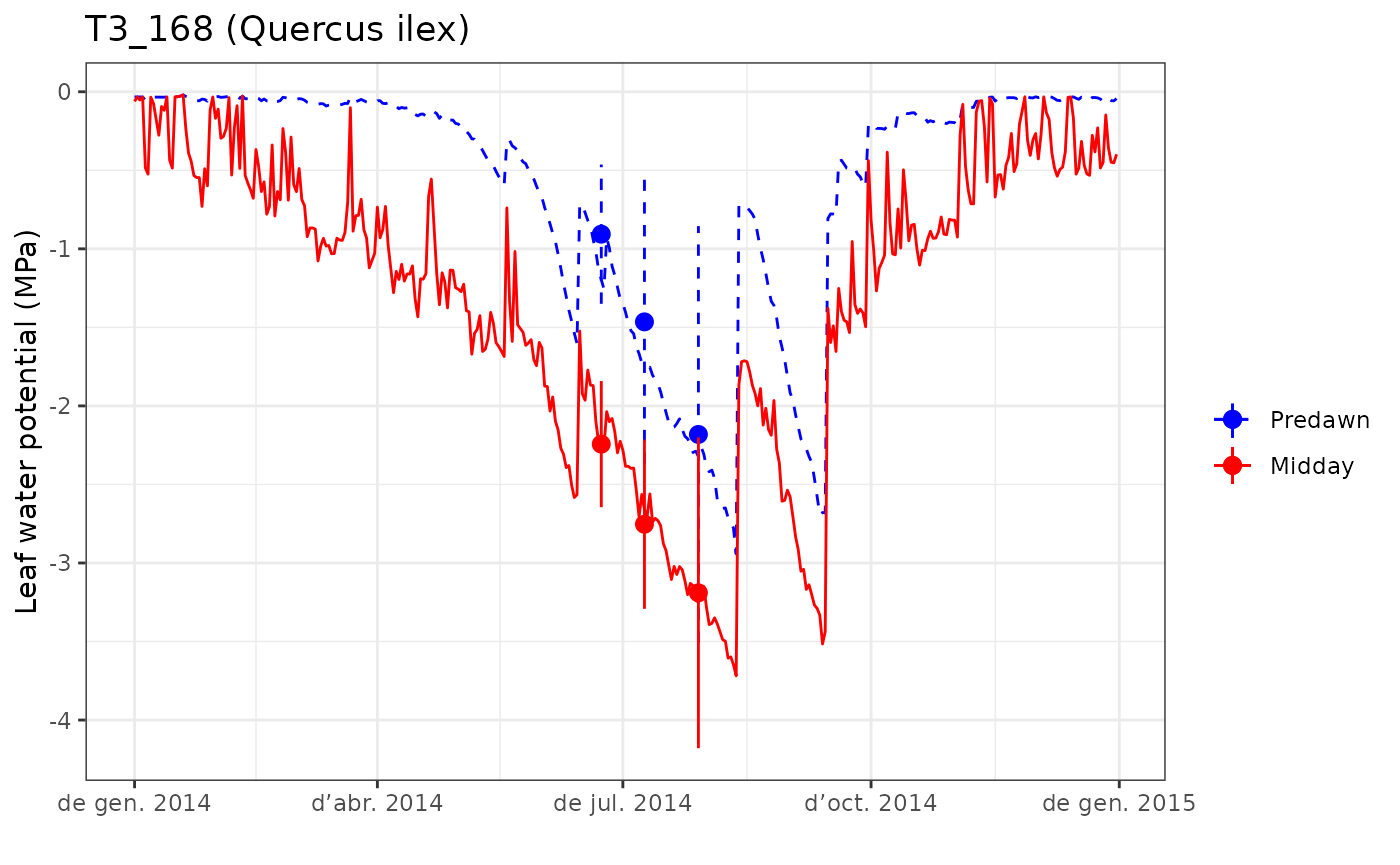 T3_168 (Quercus ilex)
Leaf water potential (MPa)
0
-1
-2
-3
-4
de gen. 2014
d’abr. 2014
de jul. 2014
d’oct. 2014
de gen. 2015
Predawn
Midday